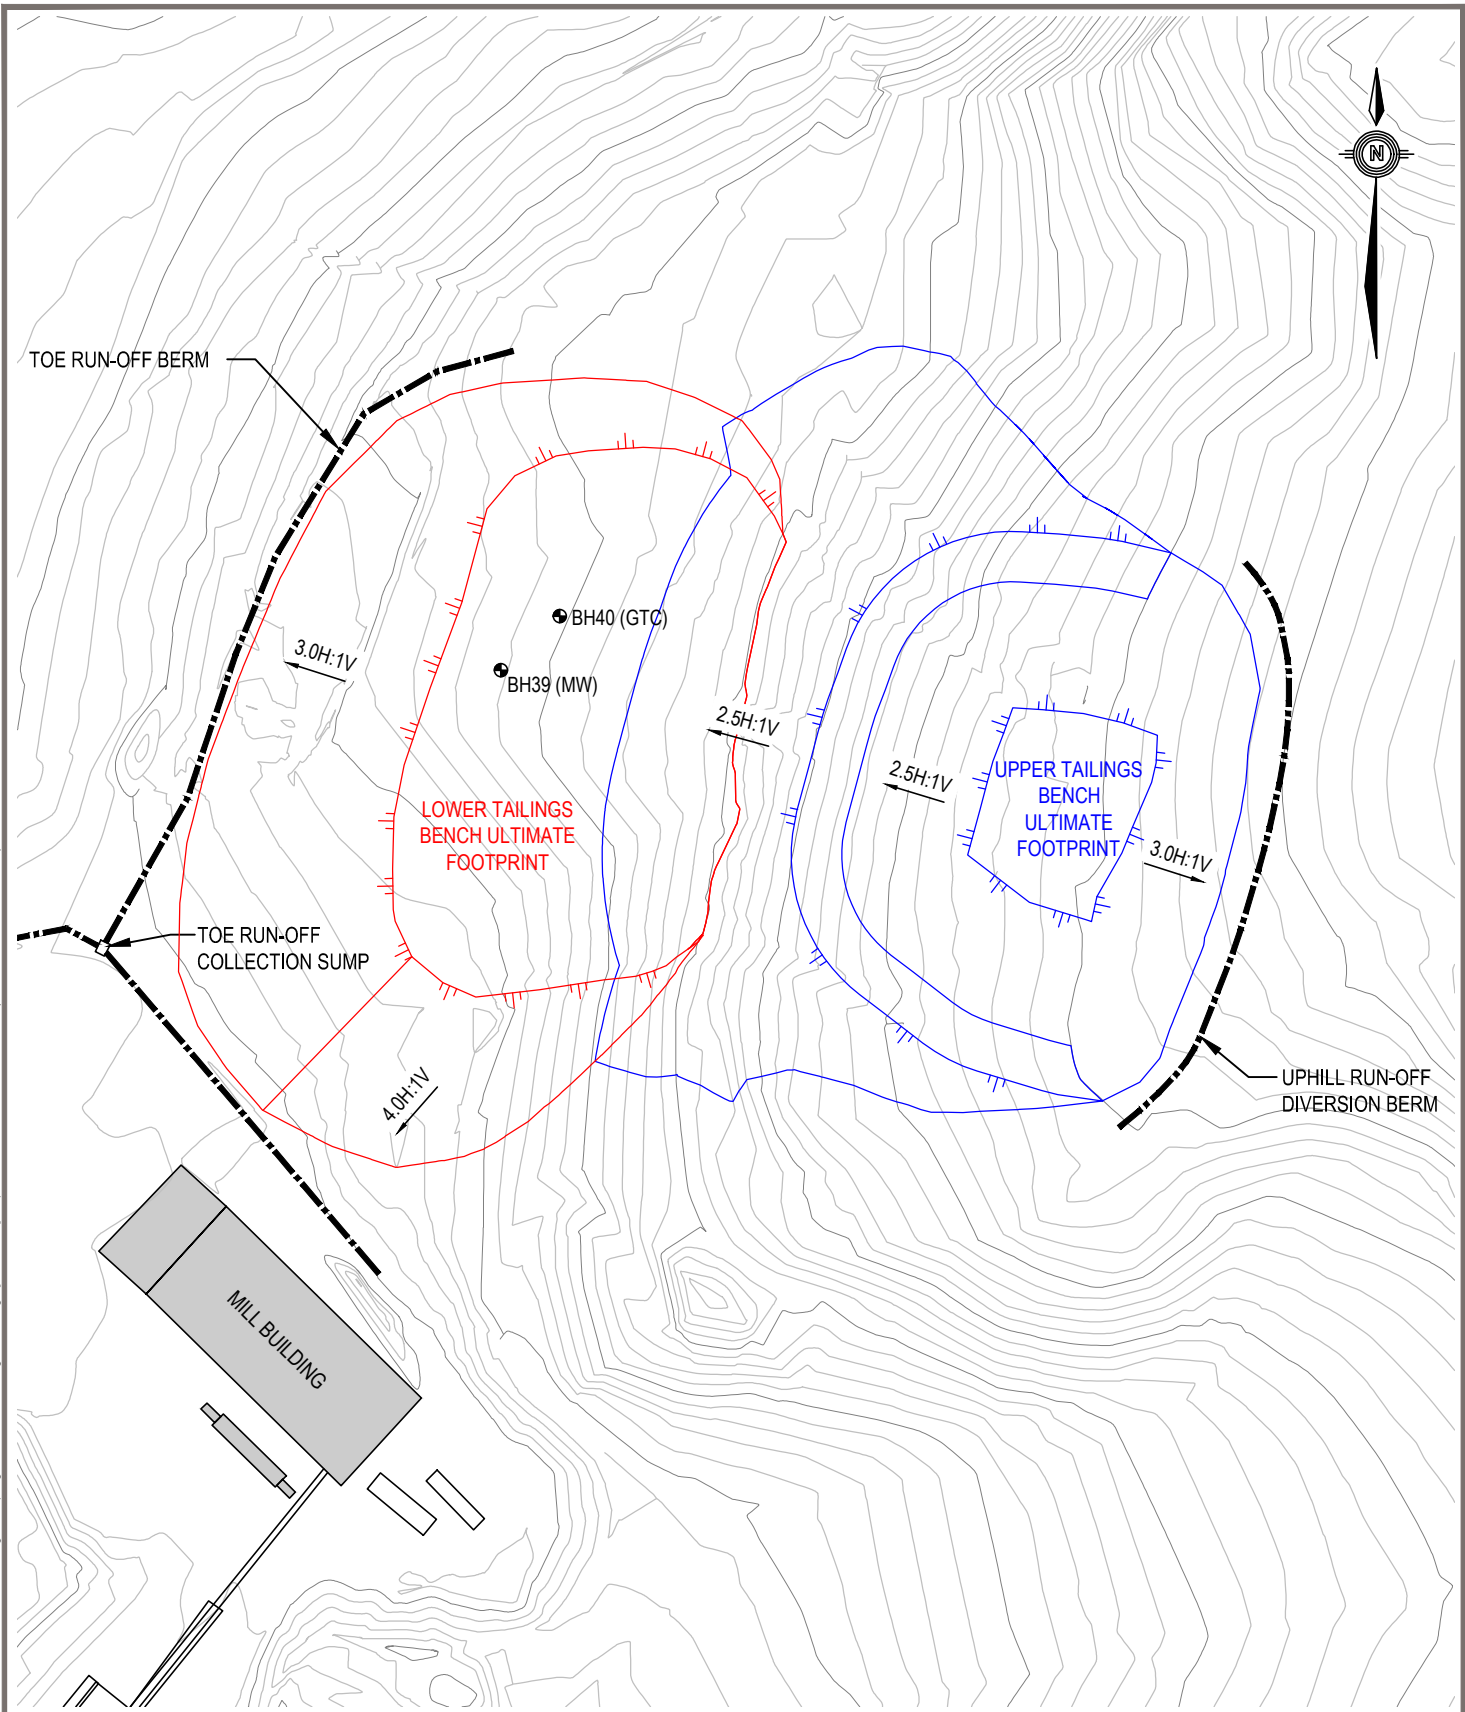 N
TOE RUN-OFF BERM
BH40 (GTC)
3.0H:1V
BH39 (MW)
2.5H:1V
2.5H:1V
UPPER TAILINGS
BENCH
ULTIMATE
FOOTPRINT
LOWER TAILINGS
BENCH ULTIMATE
FOOTPRINT
3.0H:1V
TOE RUN-OFF
COLLECTION SUMP
4.0H:1V
UPHILL RUN-OFF
DIVERSION BERM
MILL BUILDING